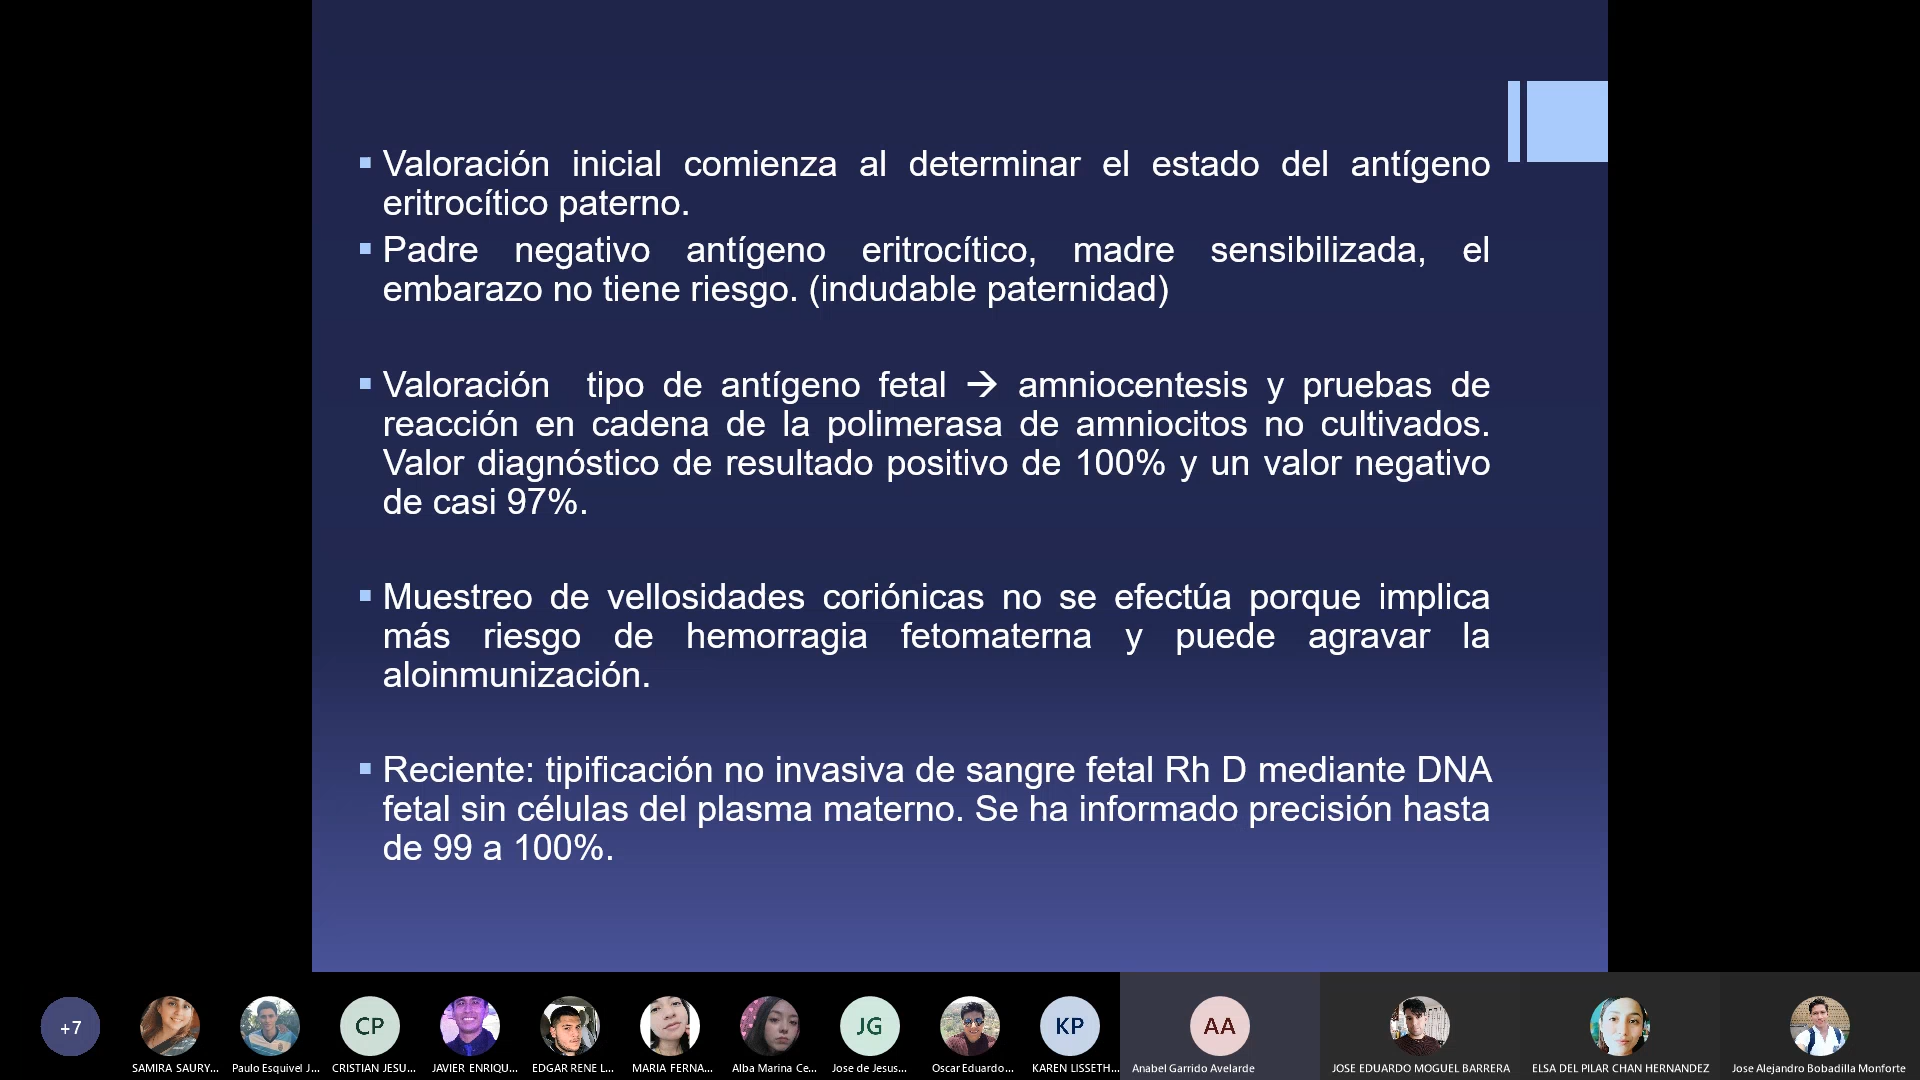 ▪ Valoración inicial comienza al determinar el estado del antígeno
eritrocítico paterno.
▪ Padre negativo antígeno eritrocítico, madre sensibilizada, el
embarazo no tiene riesgo. (indudable paternidad)
▪ Valoración tipo de antígeno fetal → amniocentesis y pruebas de
reacción en cadena de la polimerasa de amniocitos no cultivados.
Valor diagnóstico de resultado positivo de 100% y un valor negativo
de casi 97%.
▪ Muestreo de vellosidades coriónicas no se efectúa porque implica
más riesgo de hemorragia fetomaterna y puede agravar la
aloinmunización.
▪ Reciente: tipificación no invasiva de sangre fetal Rh D mediante DNA
fetal sin células del plasma materno. Se ha informado precisión hasta
de 99 a 100%.
+7
CP
JG
KP
AA
SAMIRA SAURY...
Paulo Esquivel J...
CRISTIAN JESU...
JAVIER ENRIQU...
EDGAR RENE L...
MARIA FERNA...
Alba Marina Ce...
Jose de Jesus...
Oscar Eduardo...
KAREN LISSETH...
Anabel Garrido Avelarde
JOSE EDUARDO MOGUEL BARRERA
ELSA DEL PILAR CHAN HERNANDEZ
Jose Alejandro Bobadilla Monforte